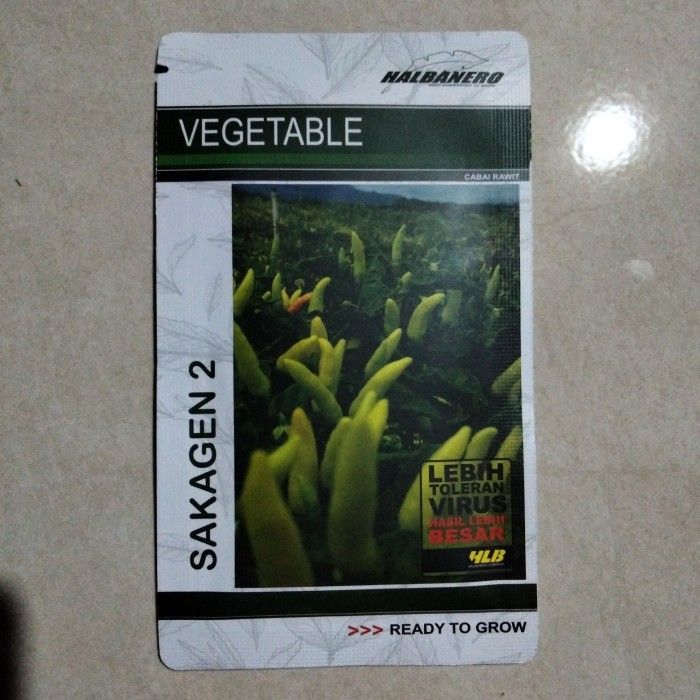 HALBANERO
VEGETABLE
CABAI RAWIT
SAKAGEN 2
LEBIH
TOLERAN
VIRUS
HASIL LEBIH
BESAR
HLB
>>> READY TO GROW